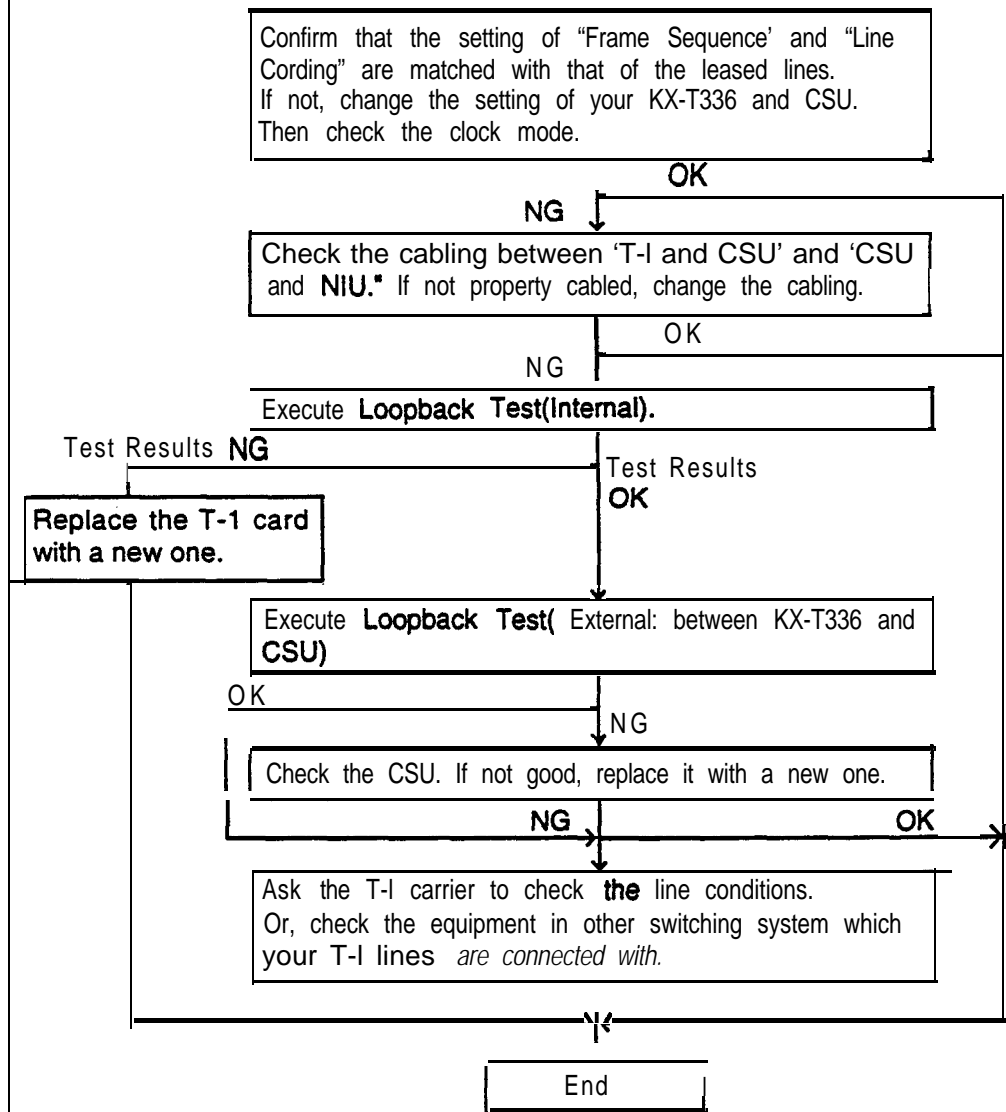 Confirm that the setting of “Frame Sequence’ and “Line
Cording” are matched with that of the leased lines.
If not, change the setting of your KX-T336 and CSU.
Then check the clock mode.
OK
NG
Check the cabling between ‘T-I and CSU’ and ‘CSU
and NIU.” If not property cabled, change the cabling.
OK
NG
Execute Loopback Test(Internal).
Test Results NG
Test Results
OK
Replace the T-1 card
with a new one.
Execute Loopback Test( External: between KX-T336 and
CSU)
OK
NG
Check the CSU. If not good, replace it with a new one.
NG
OK
Ask the T-I carrier to check the line conditions.
Or, check the equipment in other switching system which
your T-I lines are connected with.
End